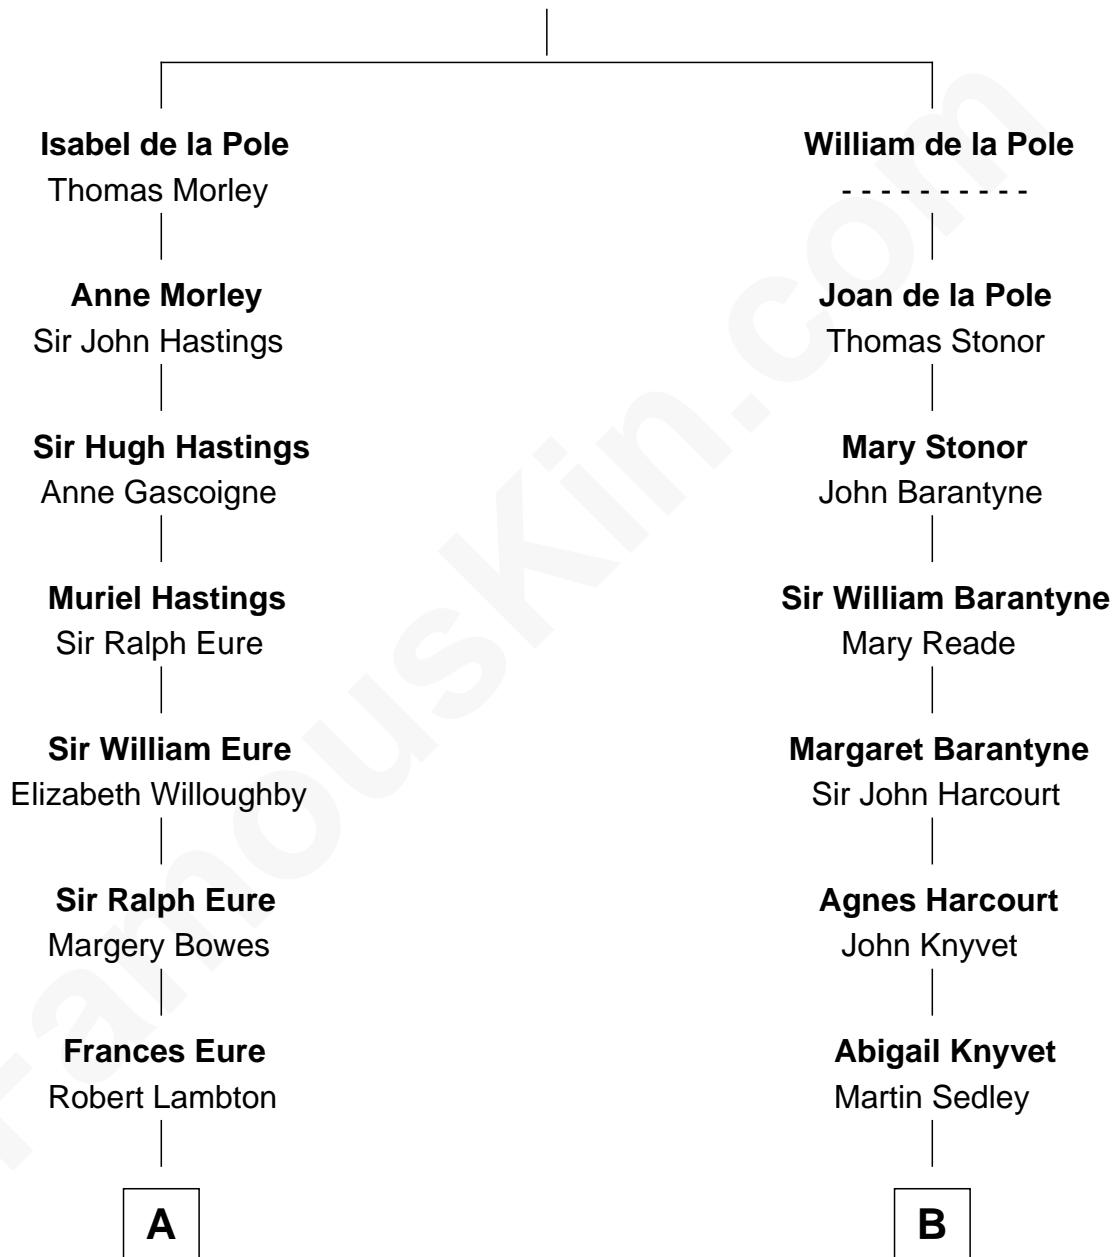 Isabel de la Pole
Thomas Morley
William de la Pole
- - - - - - - - - -
Anne Morley
Sir John Hastings
Joan de la Pole
Thomas Stonor
Sir Hugh Hastings
Anne Gascoigne
Mary Stonor
John Barantyne
Muriel Hastings
Sir Ralph Eure
Sir William Barantyne
Mary Reade
Sir William Eure
Elizabeth Willoughby
Margaret Barantyne
Sir John Harcourt
Sir Ralph Eure
Margery Bowes
Agnes Harcourt
John Knyvet
Frances Eure
Robert Lambton
Abigail Knyvet
Martin Sedley
A
B
FamousKin.com